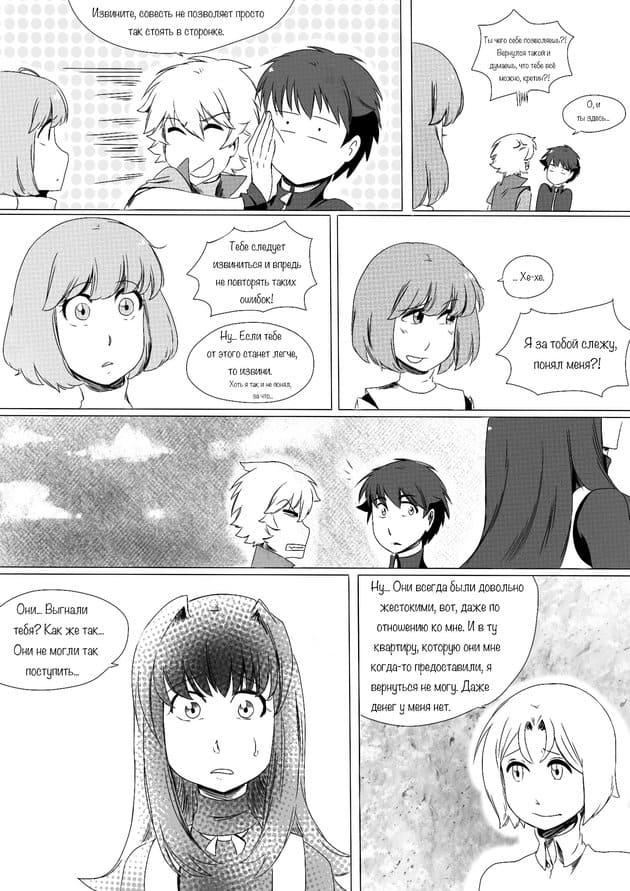 Извините, совесть не позволяет просто
так стоять в сторонке.
Ты чего себе позволяешь?!
Вернулся такой и
думаешь, что тебе всё
можно, кретин?!
О, и
ты здесь...
Тебе следует
извиниться и впредь
не повторять таких
ошибок!
Ну... Если тебе
от этого станет легче,
то извини.
Хоть я так и не понял,
за что...
... Хе-хе.
Я за тобой слежу,
понял меня?!
Они... Выгнали
тебя? Как же так...
Они не могли так
поступить...
Ну... Они всегда были довольно
жестокими, вот, даже по
отношению ко мне. И в ту
квартиру, которую они мне
когда-то предоставили, я
вернуться не могу. Даже
денег у меня нет.